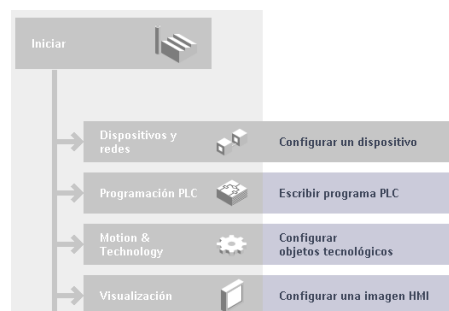 Iniciar
Dispositivos y
redes
Configurar un dispositivo
Programación PLC
Escribir programa PLC
Motion &
Technology
Configurar
objetos tecnológicos
Visualización
Configurar una imagen HMI